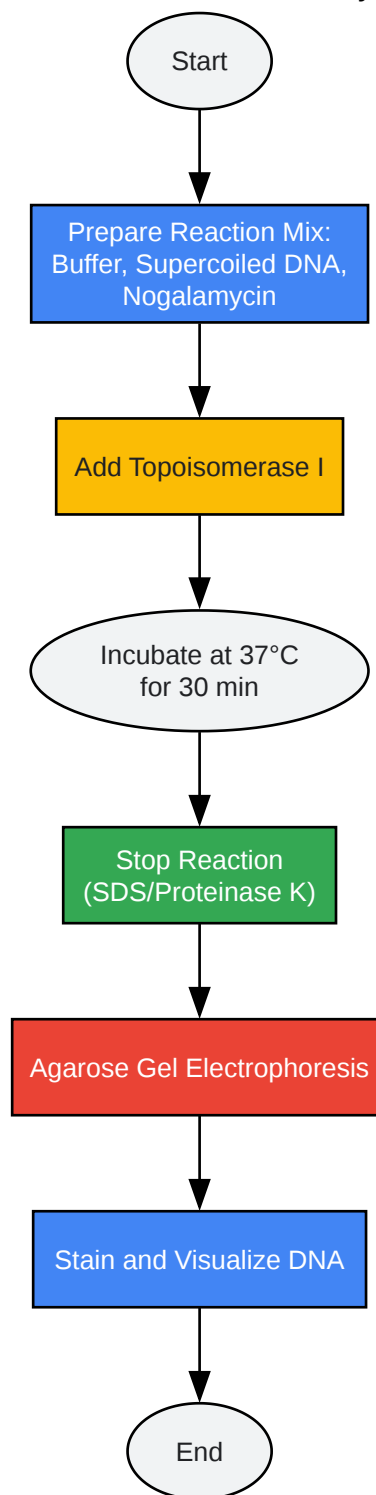 Start
Prepare Reaction Mix:
Buffer, Supercoiled DNA,
Nogalamycin
Add Topoisomerase I
Incubate at 37°C
for 30 min
Stop Reaction
(SDS/Proteinase K)
Agarose Gel Electrophoresis
Stain and Visualize DNA
End